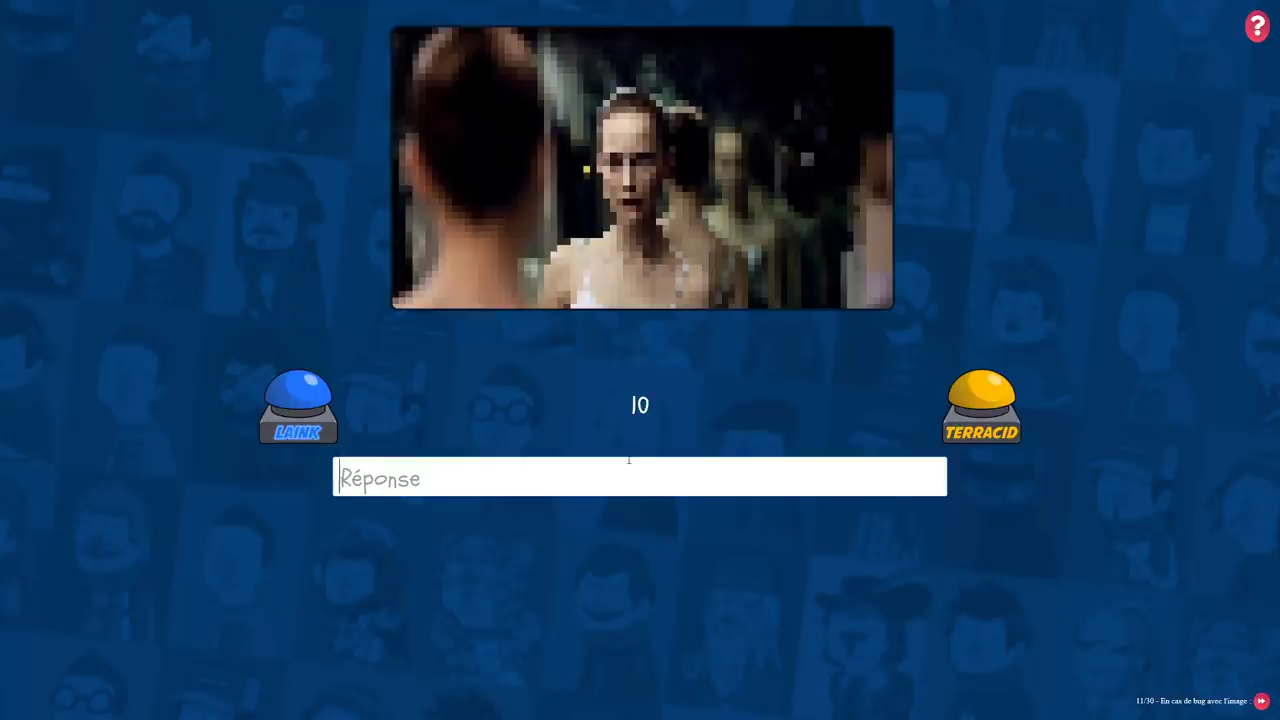 ?
10
LAINK
TERRACID
Réponse
11/30 - En cas de bug avec l'image :